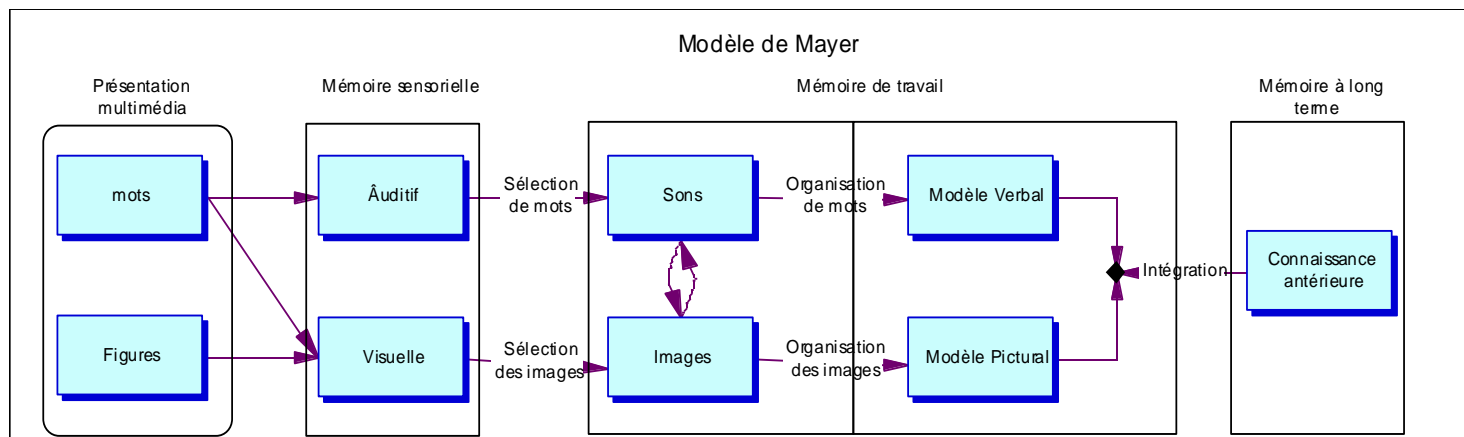 Modèle de Mayer
Présentation
multimédia
Mémoire sensorielle
Mémoire de travail
Mémoire à long
terme
mots
Âuditif
Sélection
de mots
Sons
Organisation
de mots
Modèle Verbal
Intégration
Connaissance
antérieure
Figures
Visuelle
Sélection
des images
Images
Organisation
des images
Modèle Pictural